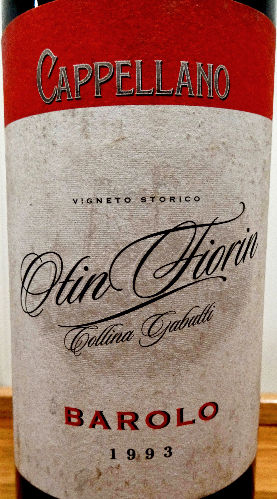 CAPPELLANO
VIGNETO STORICO
Otin Fiorin
Collina Gabutti
BAROLO
1993